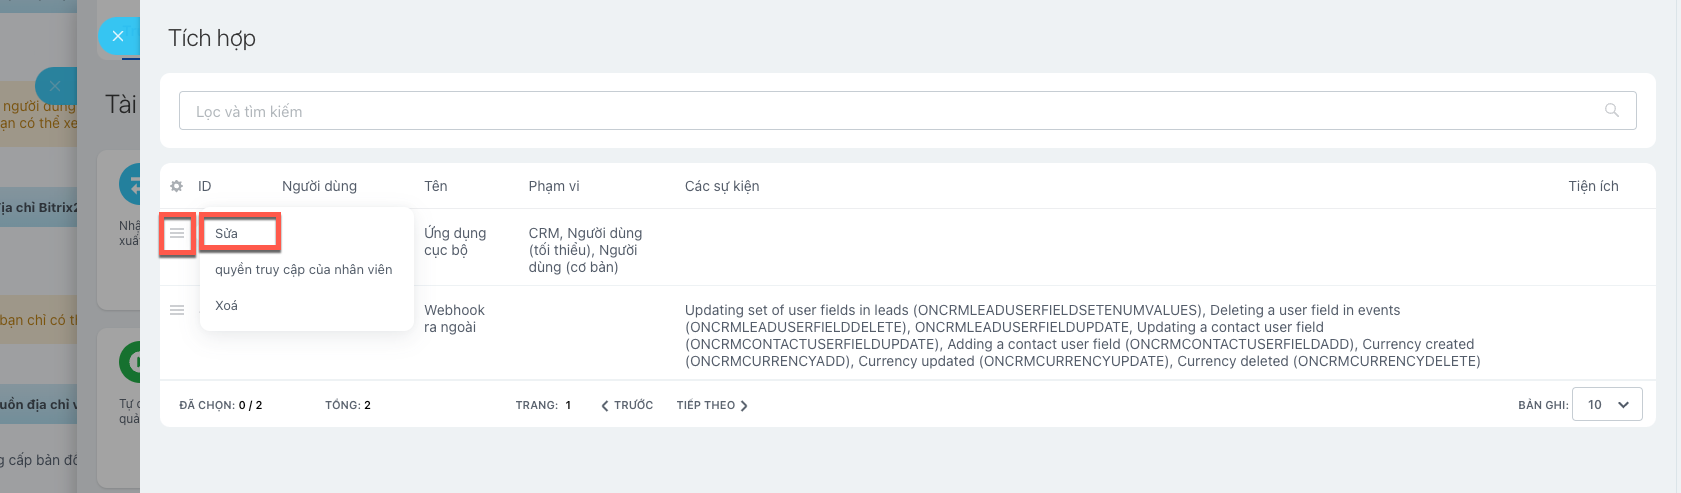 Tích hợp
Lọc và tìm kiếm
ID Người dùng Tên Phạm vi Các sự kiện Tiện ích
Sửa
quyền truy cập của nhân viên
Xoá
Ứng dụng
cục bộ
CRM, Người dùng
(tối thiểu), Người
dùng (cơ bản)
Webhook
ra ngoài
Updating set of user fields in leads (ONCRMLEADUSERFIELDSETENUMVALUES), Deleting a user field in events
(ONCRMLEADUSERFIELDDELETE), ONCRMLEADUSERFIELDUPDATE, Updating a contact user field
(ONCRMCONTACTUSERFIELDUPDATE), Adding a contact user field (ONCRMCONTACTUSERFIELDADD), Currency created
(ONCRMCURRENCYADD), Currency updated (ONCRMCURRENCYUPDATE), Currency deleted (ONCRMCURRENCYDELETE)
ĐÃ CHỌN: 0 / 2 TỔNG: 2 TRANG: 1 TRƯỚC TIẾP THEO BẢN GHI: 10
người dùng
ạn có thể xe
địa chỉ Bitrix2
bạn chỉ có th
uồn địa chỉ v
g cấp bản đồ
Tài
Nhậ
xuất
Tự đ
quả